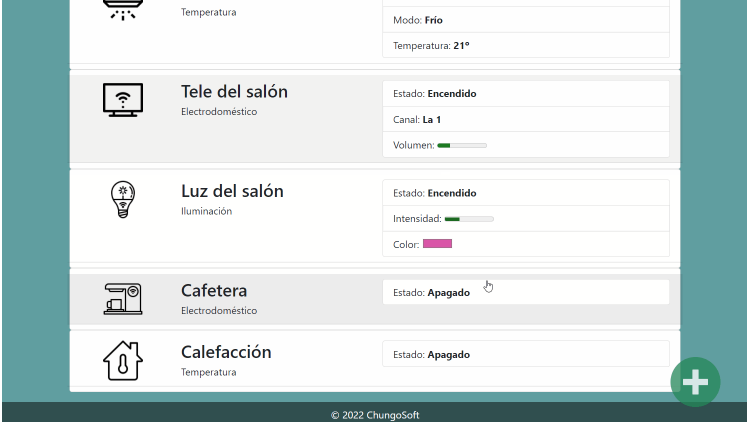 Temperatura
Modo: Frío
Temperatura: 21º
Tele del salón
Electrodoméstico
Estado: Encendido
Canal: La 1
Volumen:
Luz del salón
Iluminación
Estado: Encendido
Intensidad:
Color:
Cafetera
Electrodoméstico
Estado: Apagado
Calefacción
Temperatura
Estado: Apagado
© 2022 ChungoSoft